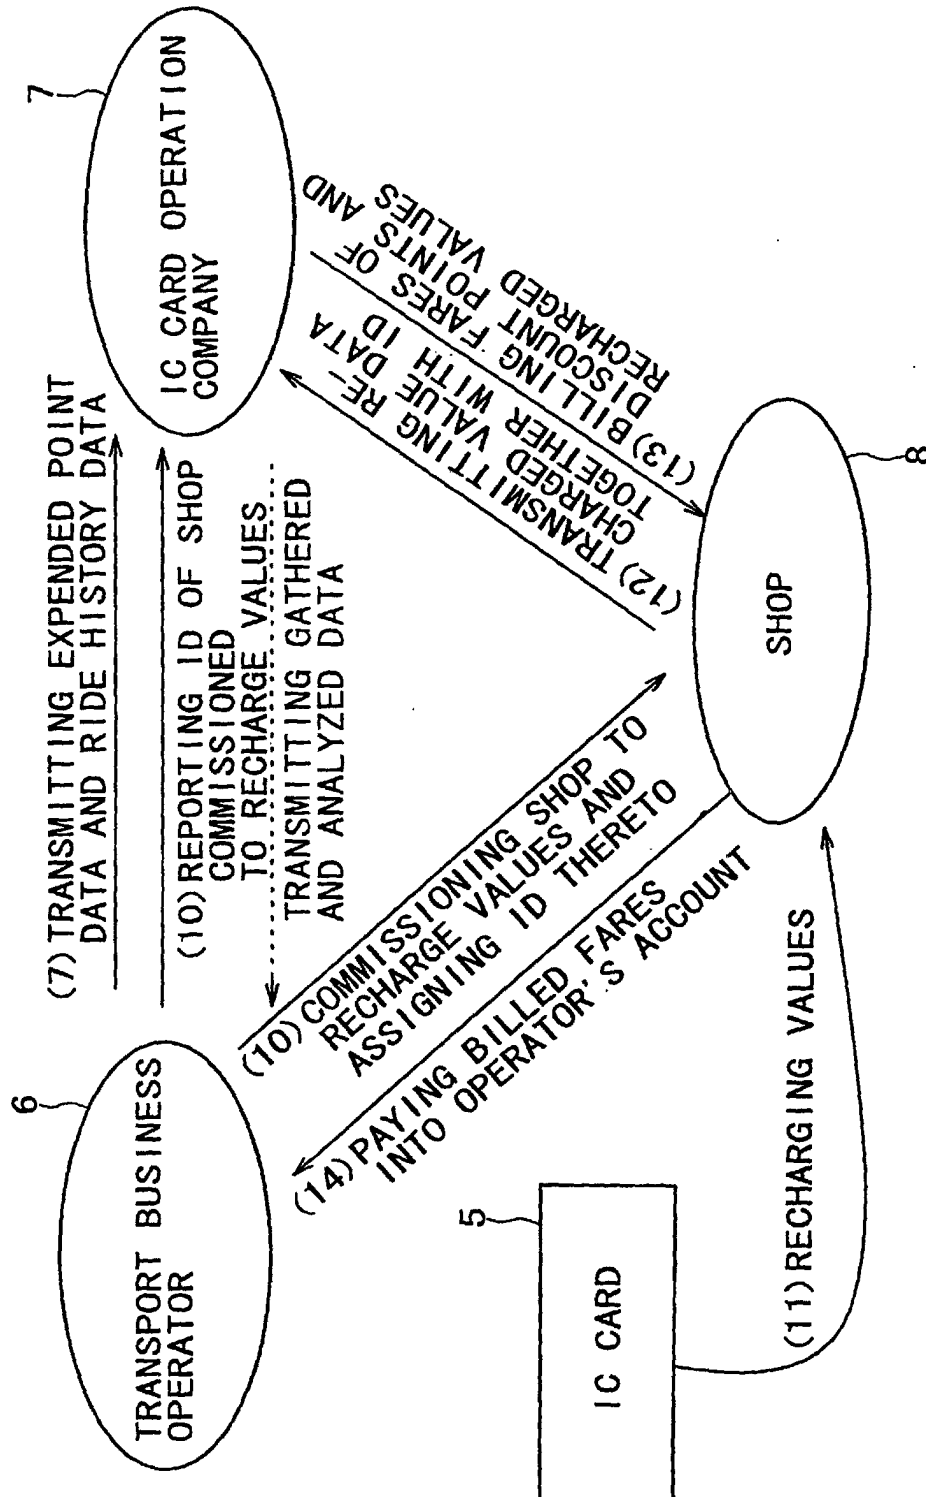 6
TRANSPORT BUSINESS
OPERATOR
7
IC CARD OPERATION
COMPANY
(7) TRANSMITTING EXPENDED POINT
DATA AND RIDE HISTORY DATA
(10) REPORTING ID OF SHOP
COMMISSIONED
TO RECHARGE VALUES
TRANSMITTING GATHERED
AND ANALYZED DATA
(10) COMMISSIONING SHOP TO
RECHARGE VALUES AND
ASSIGNING ID THERETO
(14) PAYING BILLED FARES
INTO OPERATOR'S ACCOUNT
(12) TRANSMITTING RE-
CHARGED VALUE DATA
TOGETHER WITH ID
(13) BILLING FARES OF
DISCOUNT POINTS AND
RECHARGED VALUES
5
IC CARD
(11) RECHARGING VALUES
SHOP
8